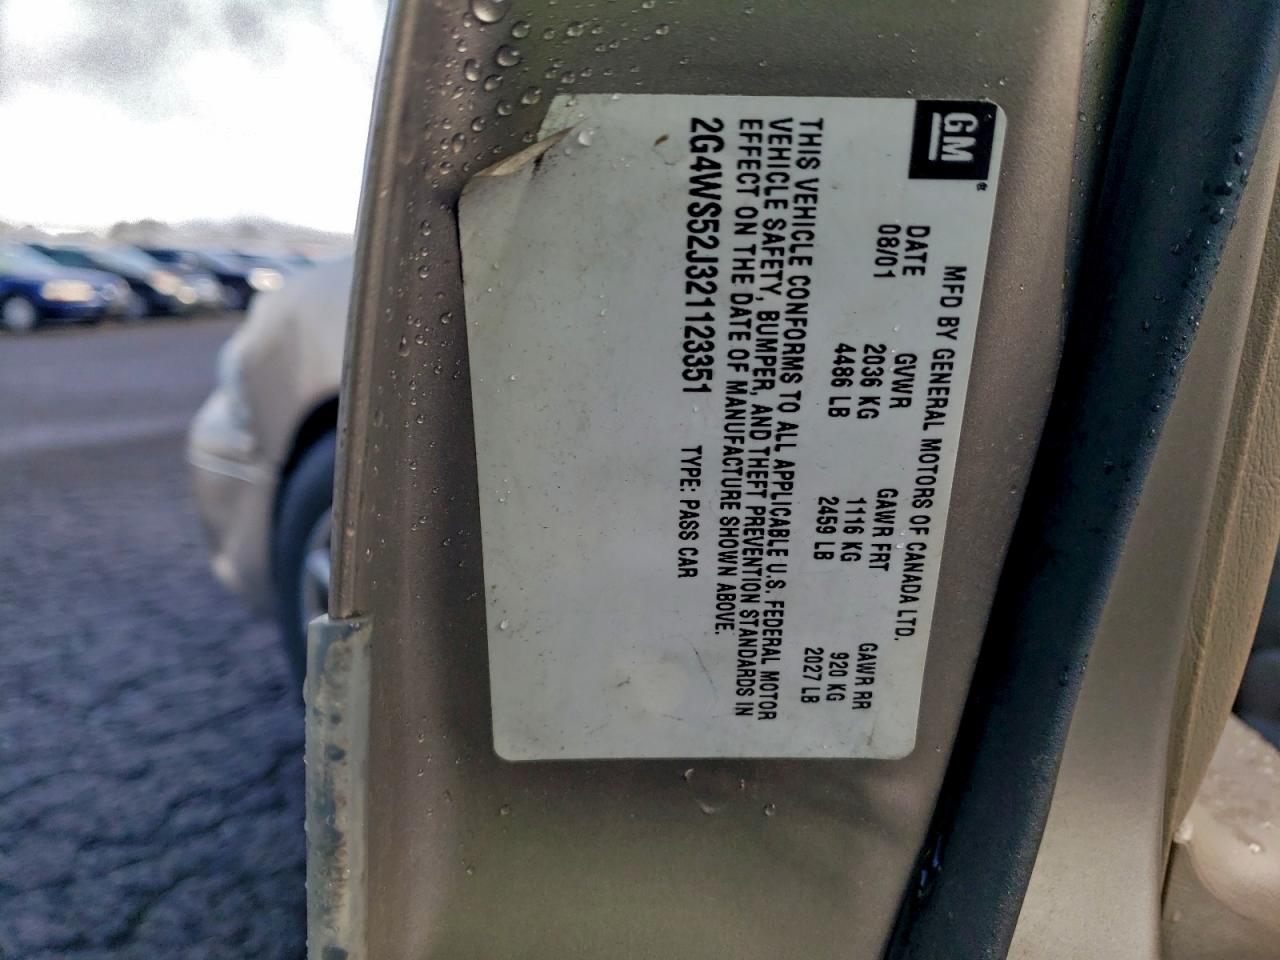 GM®
MFD BY GENERAL MOTORS OF CANADA LTD.
DATE GVWR GAWR FRT GAWR RR
08/01 2036 KG 1116 KG 920 KG
4486 LB 2459 LB 2027 LB
THIS VEHICLE CONFORMS TO ALL APPLICABLE U.S. FEDERAL MOTOR
VEHICLE SAFETY, BUMPER, AND THEFT PREVENTION STANDARDS IN
EFFECT ON THE DATE OF MANUFACTURE SHOWN ABOVE.
2G4WS52J321123351 TYPE: PASS CAR